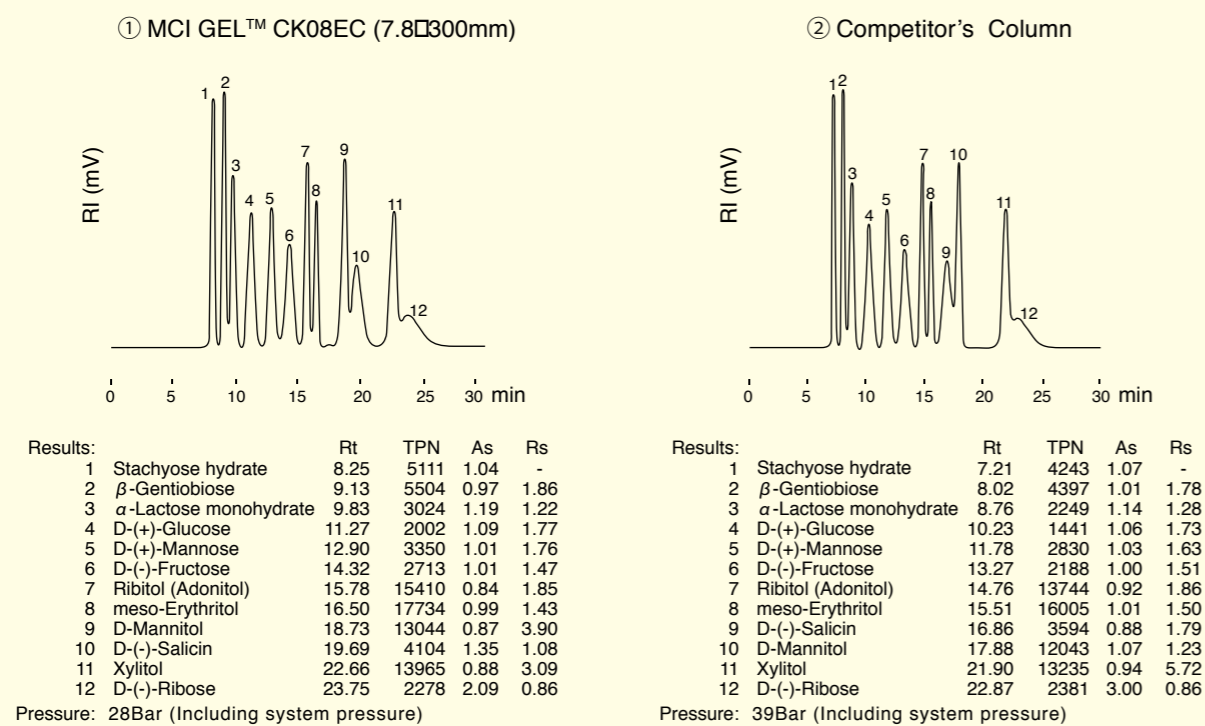 ① MCI GEL™ CK08EC (7.8□300mm)
RI (mV)
1
2
3
4
5
6
7
8
9
10
11
12
0 5 10 15 20 25 30 min
Results: Rt TPN As Rs
1 Stachyose hydrate 8.25 5111 1.04 -
2 β-Gentiobiose 9.13 5504 0.97 1.86
3 α-Lactose monohydrate 9.83 3024 1.19 1.22
4 D-(+)-Glucose 11.27 2002 1.09 1.77
5 D-(+)-Mannose 12.90 3350 1.01 1.76
6 D-(-)-Fructose 14.32 2713 1.01 1.47
7 Ribitol (Adonitol) 15.78 15410 0.84 1.85
8 meso-Erythritol 16.50 17734 0.99 1.43
9 D-Mannitol 18.73 13044 0.87 3.90
10 D-(-)-Salicin 19.69 4104 1.35 1.08
11 Xylitol 22.66 13965 0.88 3.09
12 D-(-)-Ribose 23.75 2278 2.09 0.86
Pressure: 28Bar (Including system pressure)
② Competitor's Column
RI (mV)
1
2
3
4
5
6
7
8
9
10
11
12
0 5 10 15 20 25 30 min
Results: Rt TPN As Rs
1 Stachyose hydrate 7.21 4243 1.07 -
2 β-Gentiobiose 8.02 4397 1.01 1.78
3 α-Lactose monohydrate 8.76 2249 1.14 1.28
4 D-(+)-Glucose 10.23 1441 1.06 1.73
5 D-(+)-Mannose 11.78 2830 1.03 1.63
6 D-(-)-Fructose 13.27 2188 1.00 1.51
7 Ribitol (Adonitol) 14.76 13744 0.92 1.86
8 meso-Erythritol 15.51 16005 1.01 1.50
9 D-(-)-Salicin 16.86 3594 0.88 1.79
10 D-Mannitol 17.88 12043 1.07 1.23
11 Xylitol 21.90 13235 0.94 5.72
12 D-(-)-Ribose 22.87 2381 3.00 0.86
Pressure: 39Bar (Including system pressure)